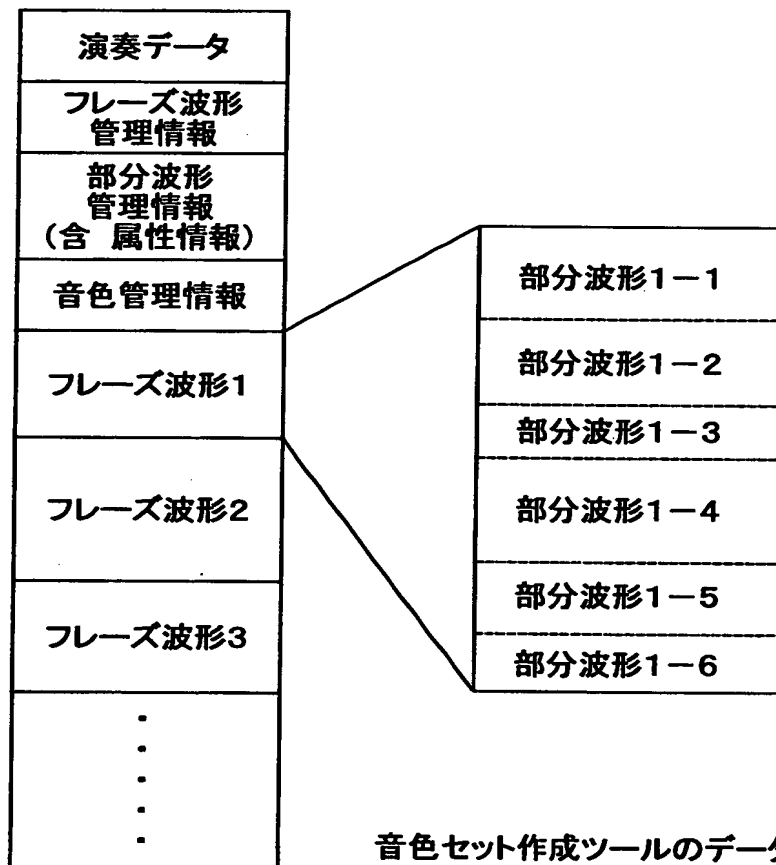 演奏データ
フレーズ波形
管理情報
部分波形
管理情報
(含 属性情報)
音色管理情報
フレーズ波形1
フレーズ波形2
フレーズ波形3
部分波形1-1
部分波形1-2
部分波形1-3
部分波形1-4
部分波形1-5
部分波形1-6
音色セット作成ツールのデータ